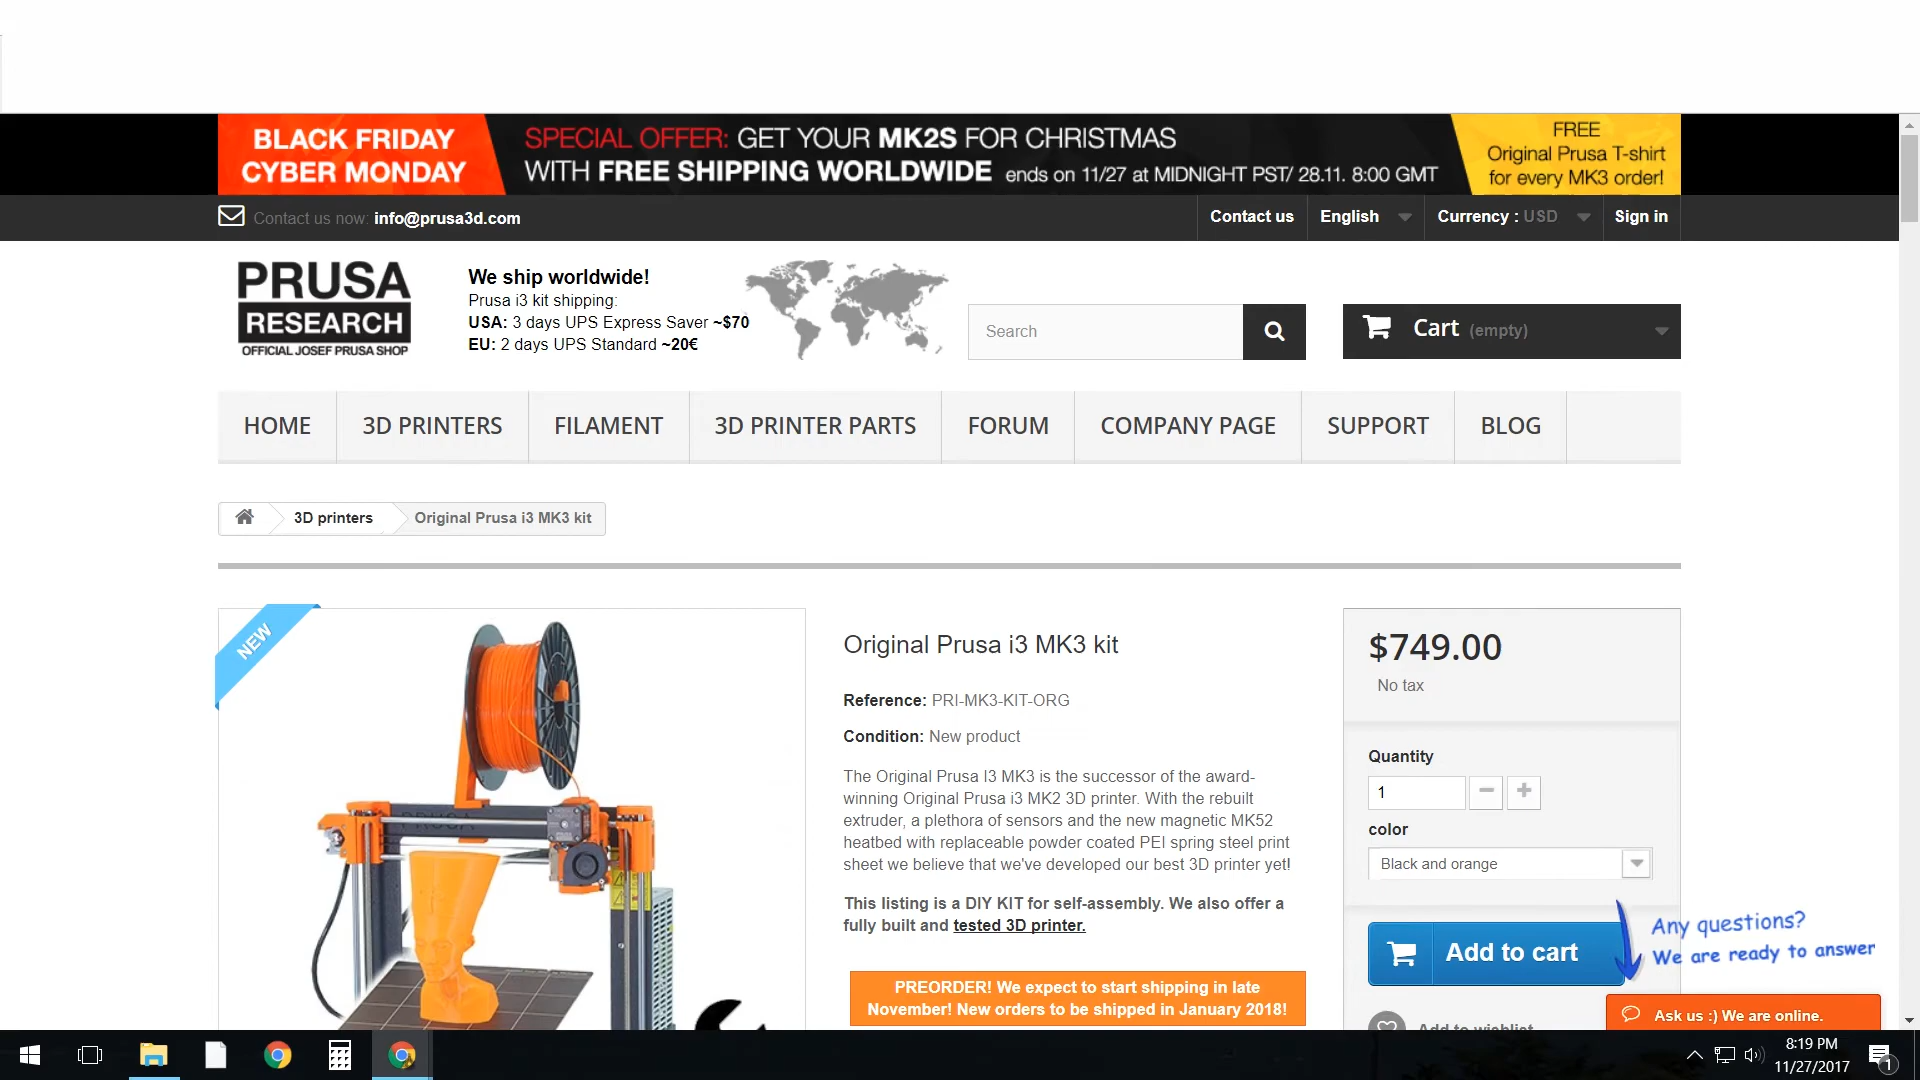 BLACK FRIDAY
CYBER MONDAY
SPECIAL OFFER: GET YOUR MK2S FOR CHRISTMAS
WITH FREE SHIPPING WORLDWIDE ends on 11/27 at MIDNIGHT PST/ 28.11. 8:00 GMT
FREE
Original Prusa T-shirt
for every MK3 order!
Contact us now: info@prusa3d.com
Contact us
English
Currency : USD
Sign in
PRUSA
RESEARCH
OFFICIAL JOSEF PRUSA SHOP
We ship worldwide!
Prusa i3 kit shipping:
USA: 3 days UPS Express Saver ~$70
EU: 2 days UPS Standard ~20€
Search
Cart (empty)
HOME
3D PRINTERS
FILAMENT
3D PRINTER PARTS
FORUM
COMPANY PAGE
SUPPORT
BLOG
3D printers
Original Prusa i3 MK3 kit
NEW
PRUSA
Original Prusa i3 MK3 kit
Reference: PRI-MK3-KIT-ORG
Condition: New product
The Original Prusa I3 MK3 is the successor of the award-
winning Original Prusa i3 MK2 3D printer. With the rebuilt
extruder, a plethora of sensors and the new magnetic MK52
heatbed with replaceable powder coated PEI spring steel print
sheet we believe that we've developed our best 3D printer yet!
This listing is a DIY KIT for self-assembly. We also offer a
fully built and tested 3D printer.
PREORDER! We expect to start shipping in late
November! New orders to be shipped in January 2018!
$749.00
No tax
Quantity
1
color
Black and orange
Add to cart
Any questions?
We are ready to answer
Add to wishlist
Ask us :) We are online.
8:19 PM
11/27/2017
1